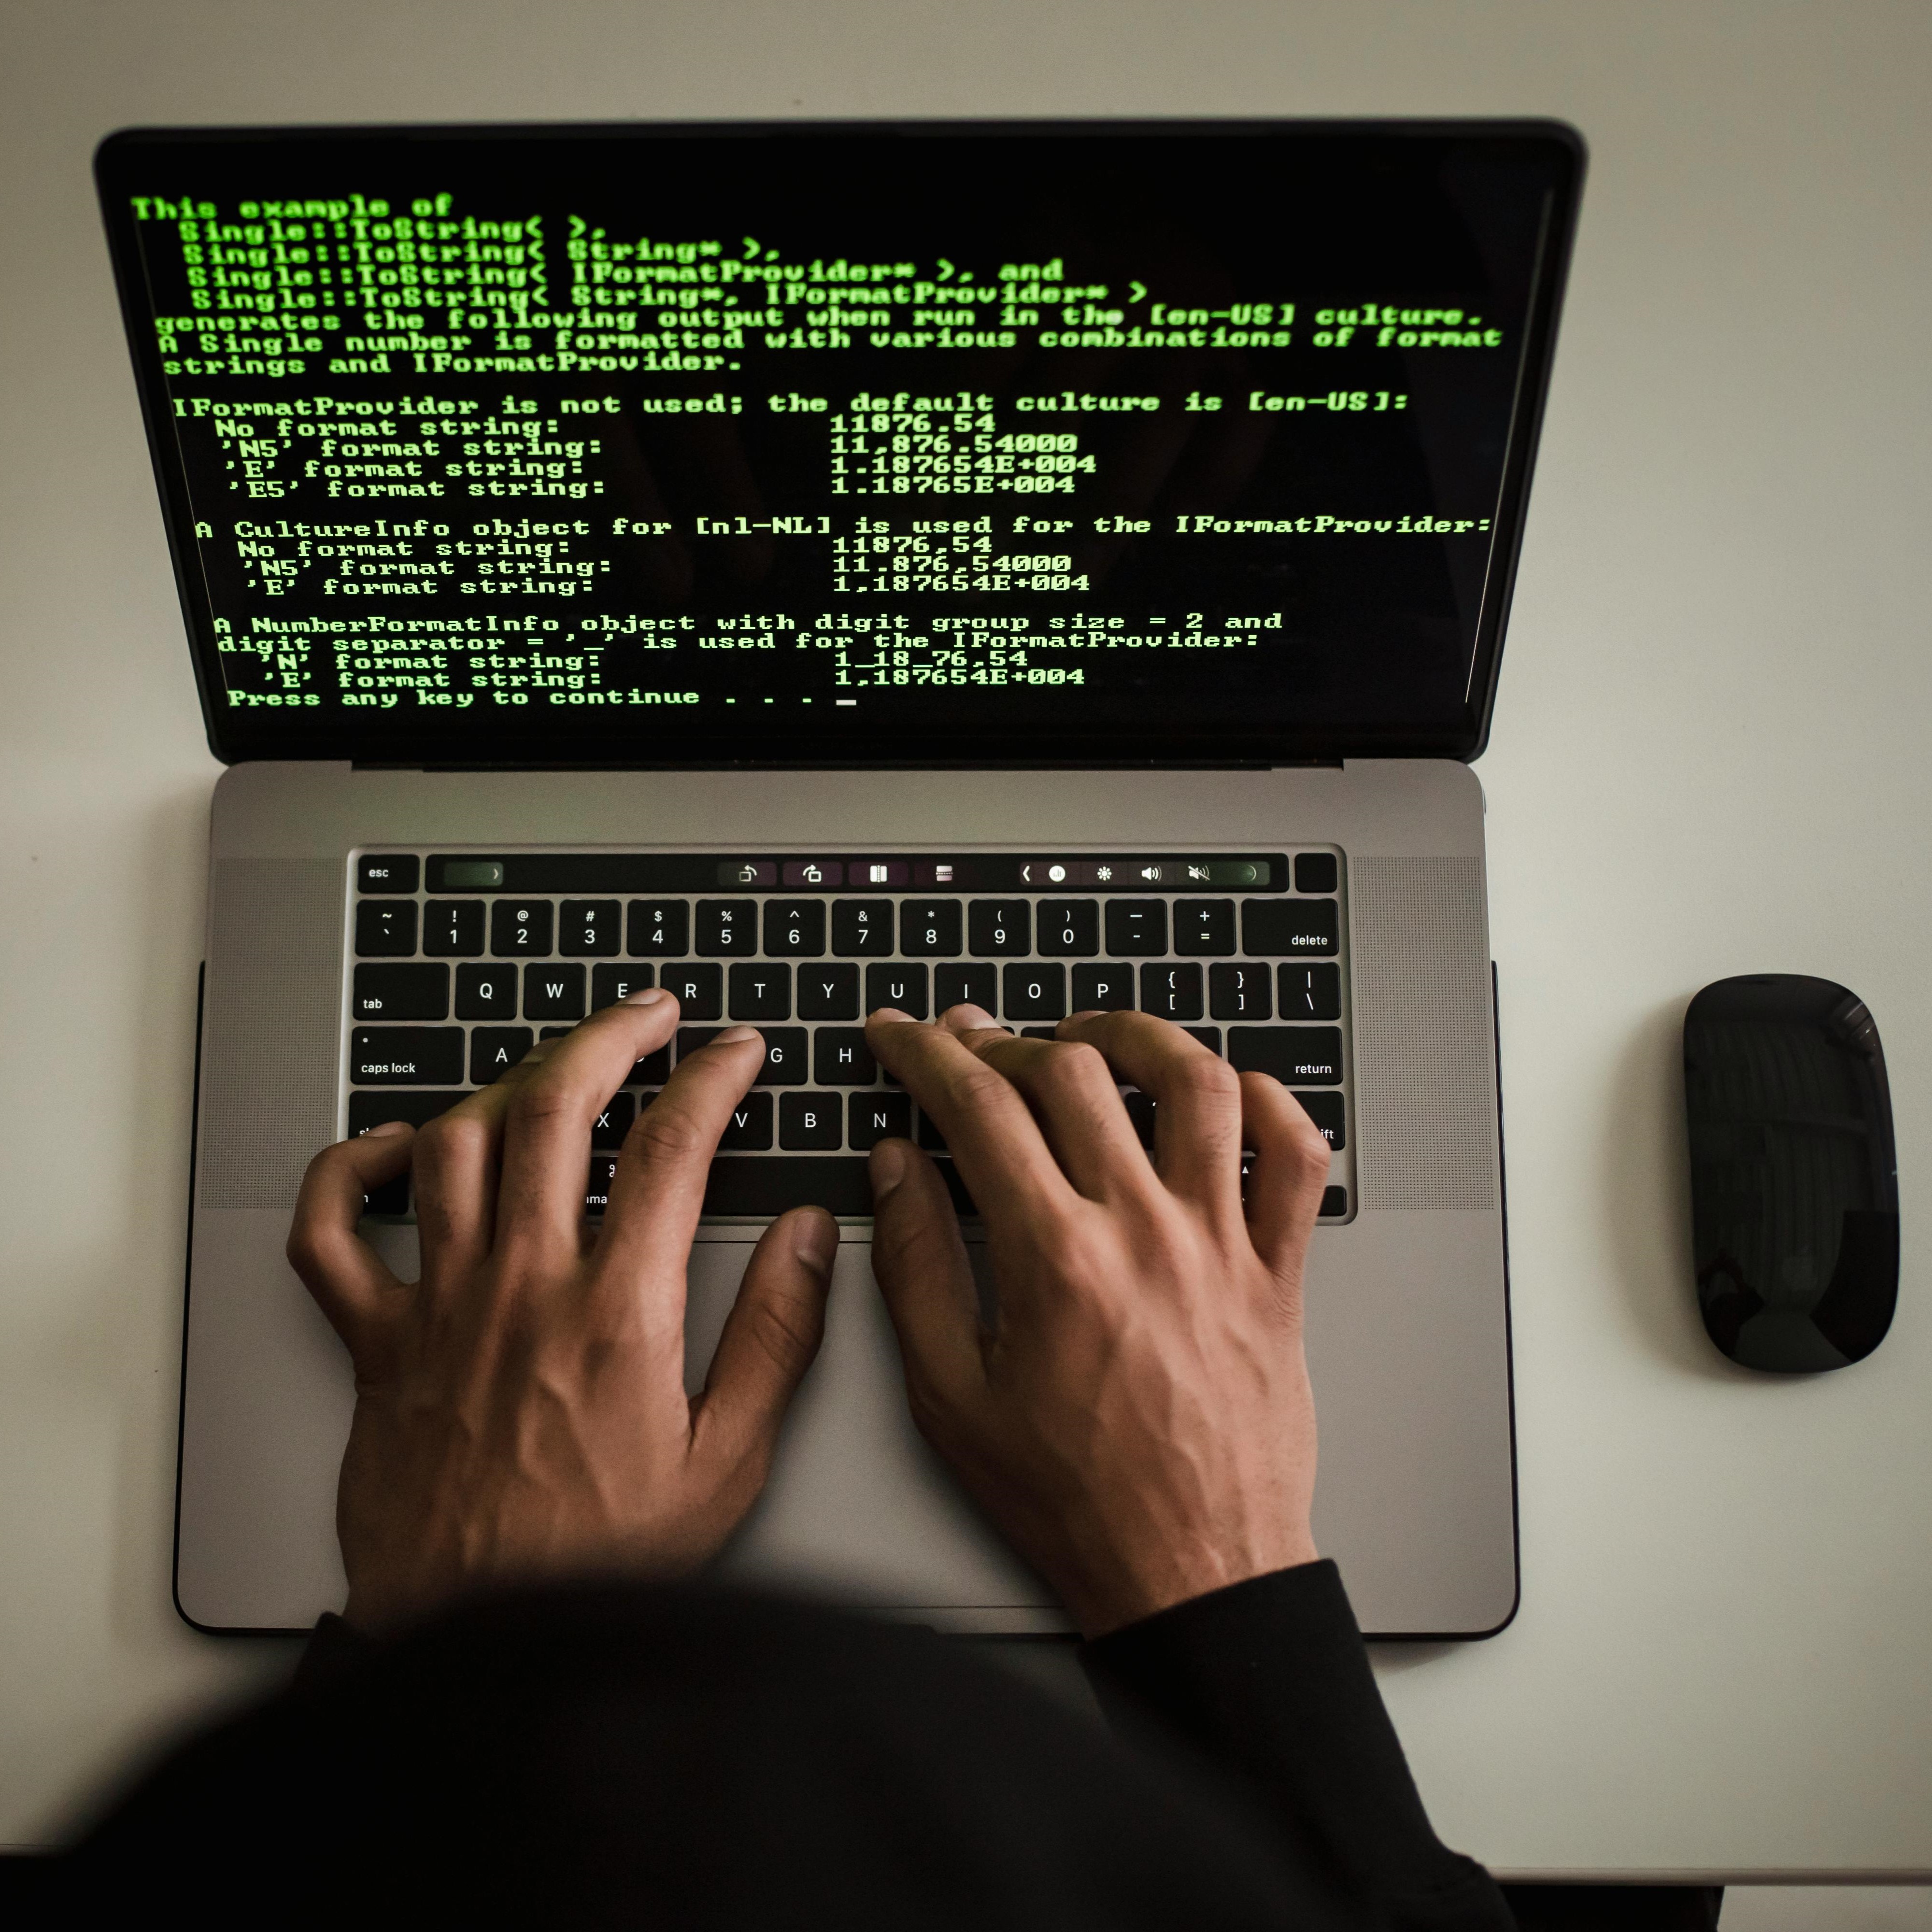 This example of
Single::ToString( ),
Single::ToString( String* ),
Single::ToString( IFormatProvider* ), and
Single::ToString( String*, IFormatProvider* )
generates the following output when run in the [en-US] culture.
A Single number is formatted with various combinations of format
strings and IFormatProvider.
IFormatProvider is not used; the default culture is [en-US]:
No format string: 11876.54
'N5' format string: 11,876.54000
'E' format string: 1.187654E+004
'E5' format string: 1.18765E+004
A CultureInfo object for [nl-NL] is used for the IFormatProvider:
No format string: 11876,54
'N5' format string: 11.876,54000
'E' format string: 1,187654E+004
A NumberFormatInfo object with digit group size = 2 and
digit separator = '_' is used for the IFormatProvider:
'N' format string: 1_18_76,54
'E' format string: 1,187654E+004
Press any key to continue . . . _
esc
~ ! @ # $ % ^ & * ( ) — +
` 1 2 3 4 5 6 7 8 9 0 - = delete
tab Q W E R T Y U I O P { [ } ] | \
caps lock A G H return
X V B N